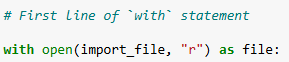 # First line of `with` statement
with open(import_file, "r") as file: